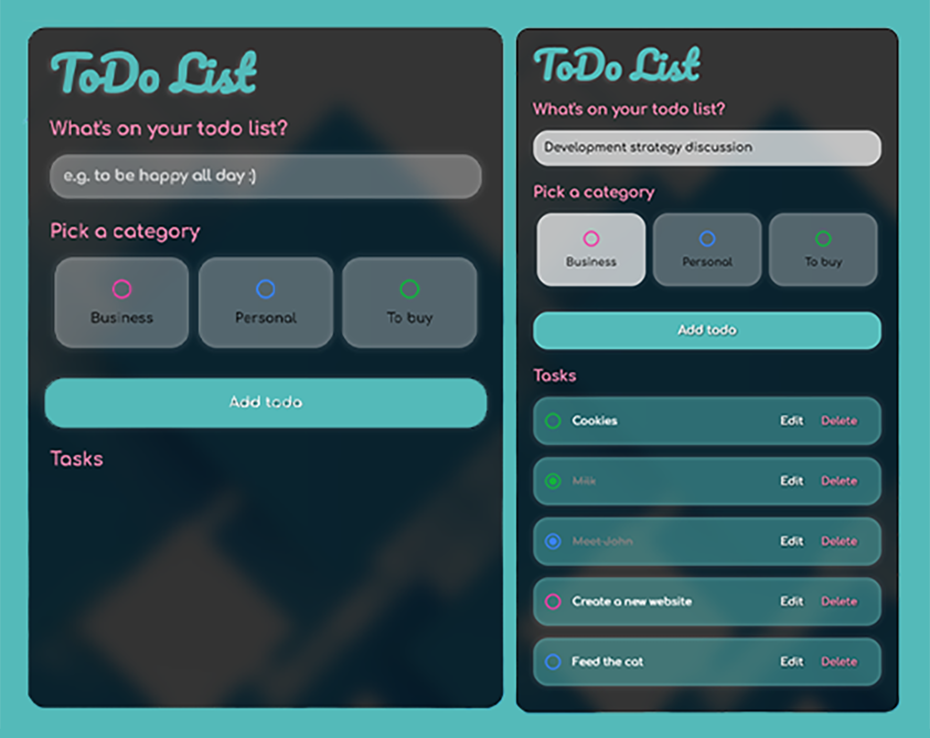 ToDo List
What's on your todo list?
e.g. to be happy all day :)
Pick a category
Business Personal To buy
Add todo
Tasks
ToDo List
What's on your todo list?
Development strategy discussion
Pick a category
Business Personal To buy
Add todo
Tasks
Cookies Edit Delete
Milk Edit Delete
Meet John Edit Delete
Create a new website Edit Delete
Feed the cat Edit Delete